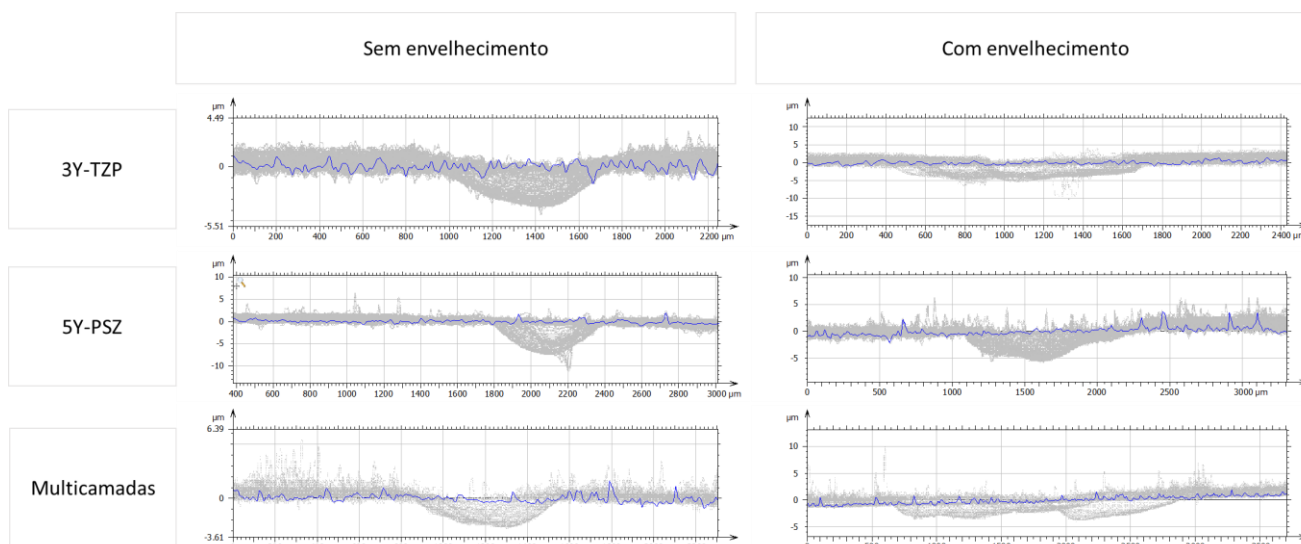 Sem envelhecimento
Com envelhecimento
3Y-TZP
µm
4.49
0
-5.51
0 200 400 600 800 1000 1200 1400 1600 1800 2000 2200 µm
µm
10
5
0
-5
-10
-15
0 200 400 600 800 1000 1200 1400 1600 1800 2000 2200 2400 µm
5Y-PSZ
µm
10
5
0
-5
-10
400 600 800 1000 1200 1400 1600 1800 2000 2200 2400 2600 2800 3000 µm
µm
10
5
0
-5
0 500 1000 1500 2000 2500 3000 µm
Multicamadas
µm
6.39
0
-3.61
µm
10
5
0
-5